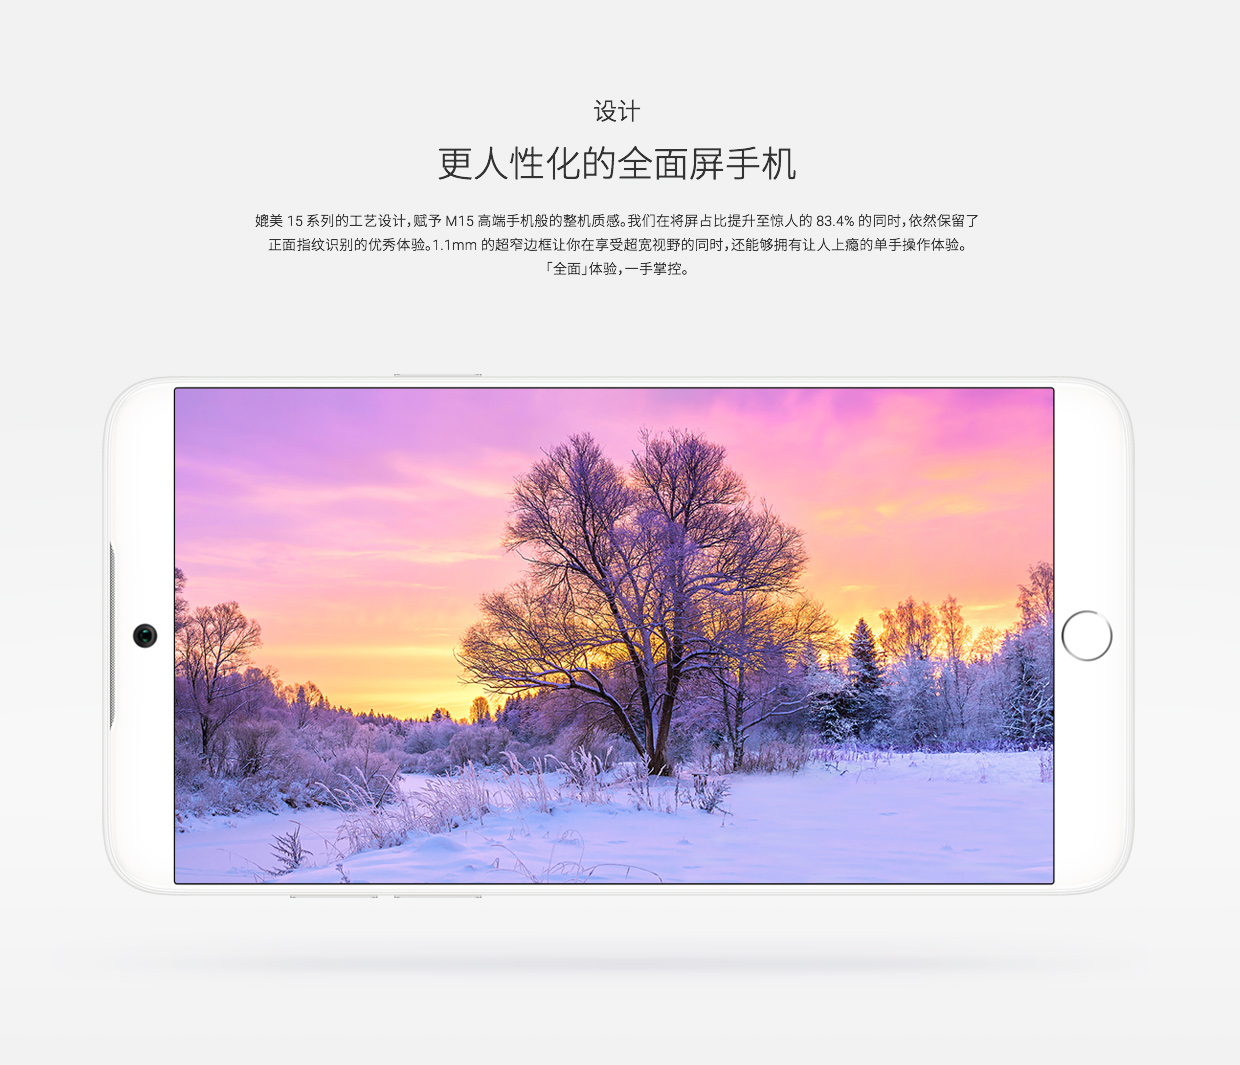 设计
更人性化的全面屏手机
媲美 15 系列的工艺设计，赋予 M15 高端手机般的整机质感。我们在将屏占比提升至惊人的 83.4% 的同时，依然保留了
正面指纹识别的优秀体验。1.1mm 的超窄边框让你在享受超宽视野的同时，还能够拥有让人上瘾的单手操作体验。
「全面」体验，一手掌控。